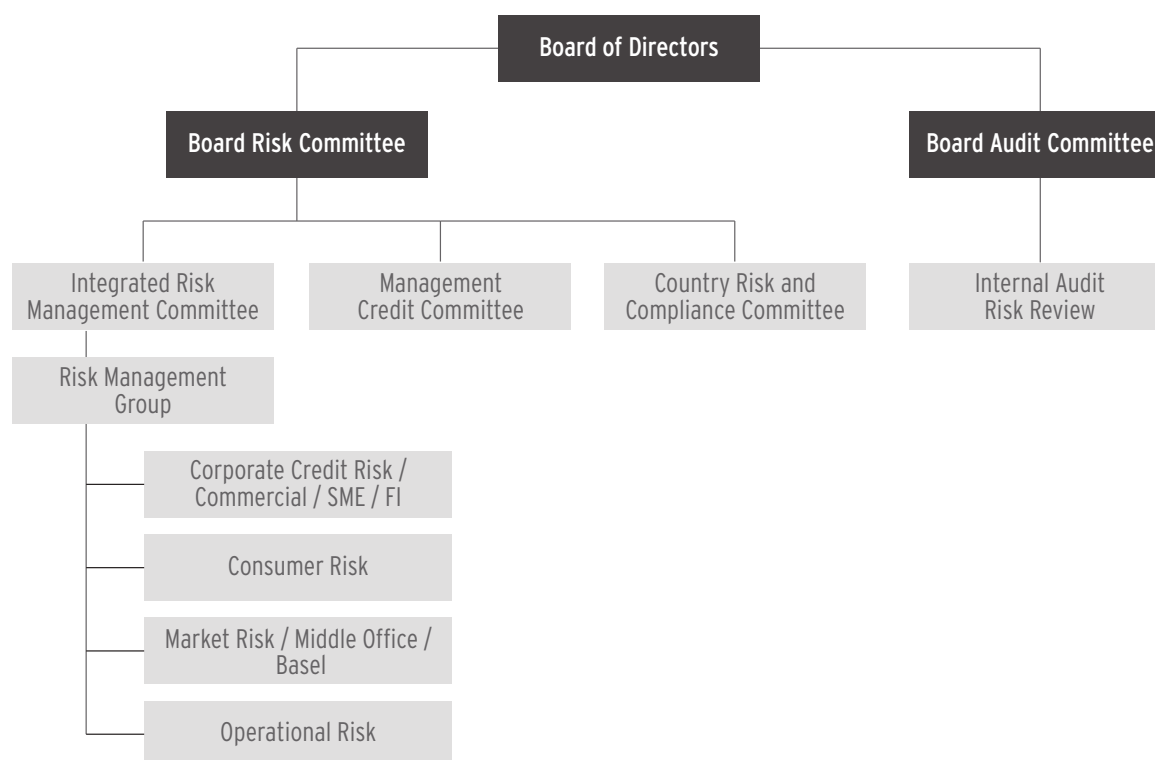 Board of Directors
Board Risk Committee
Board Audit Committee
Integrated Risk
Management Committee
Management
Credit Committee
Country Risk and
Compliance Committee
Internal Audit
Risk Review
Risk Management
Group
Corporate Credit Risk /
Commercial / SME / FI
Consumer Risk
Market Risk / Middle Office /
Basel
Operational Risk